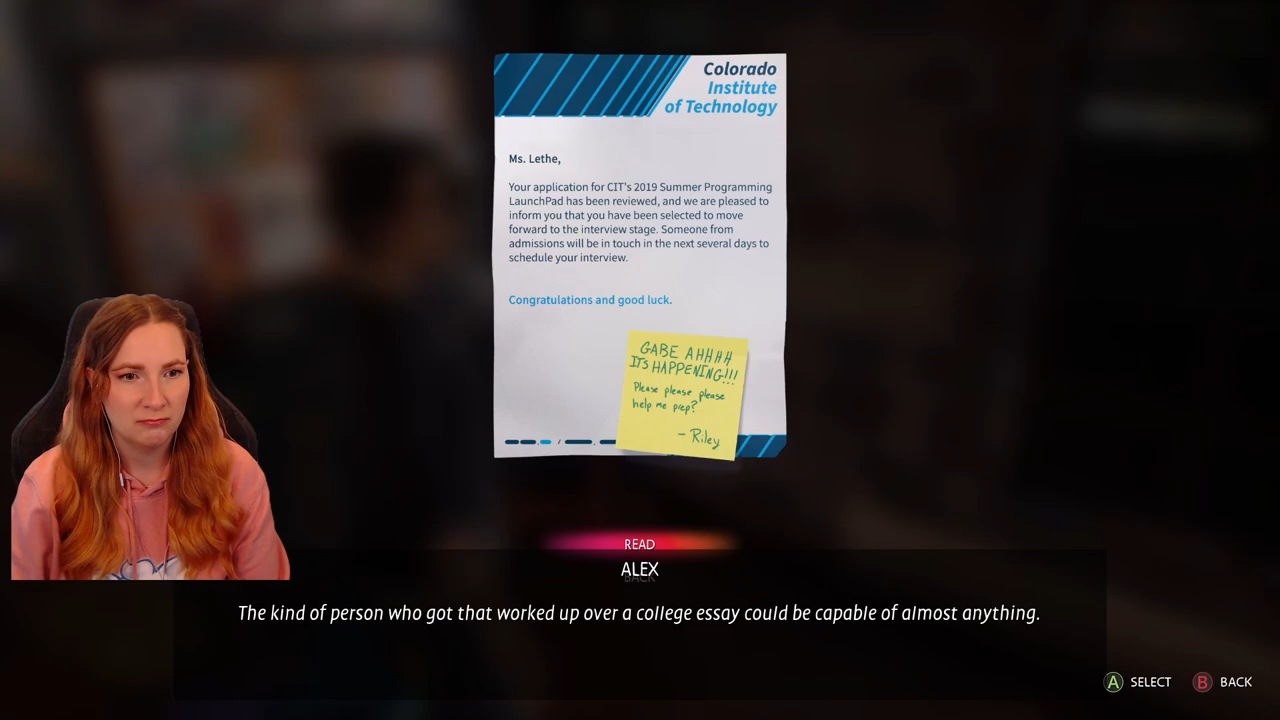 Colorado
Institute
of Technology
Ms. Lethe,
Your application for CIT's 2019 Summer Programming
LaunchPad has been reviewed, and we are pleased to
inform you that you have been selected to move
forward to the interview stage. Someone from
admissions will be in touch in the next several days to
schedule your interview.
Congratulations and good luck.
GABE AHHHH
ITS HAPPENING!!!
Please please please
help me prep?
- Riley
READ
ALEX
BACK
The kind of person who got that worked up over a college essay could be capable of almost anything.
A SELECT B BACK